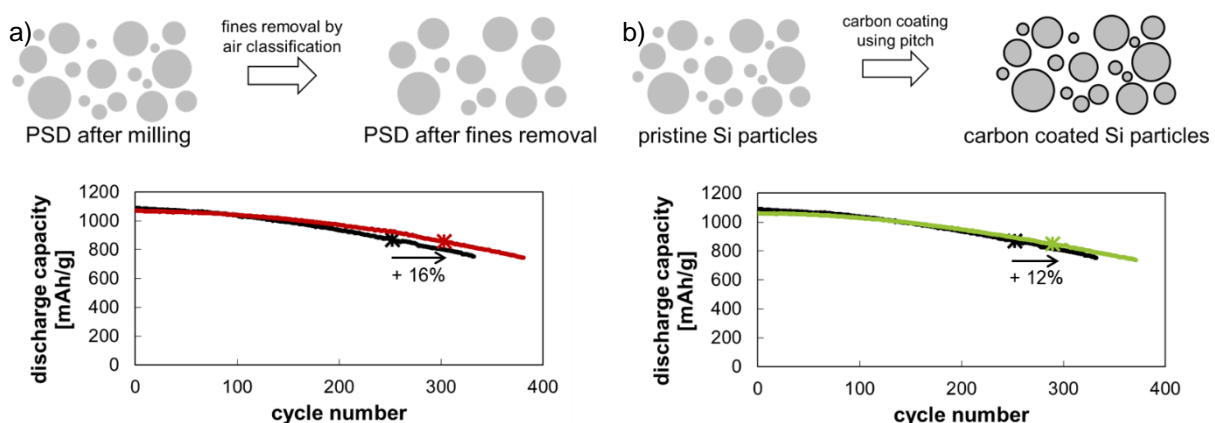 a)
fines removal by
air classification
PSD after milling
PSD after fines removal
discharge capacity
[mAh/g]
1200
1000
800
600
400
200
0
+ 16%
0
100
200
300
400
cycle number
b)
carbon coating
using pitch
pristine Si particles
carbon coated Si particles
discharge capacity
[mAh/g]
1200
1000
800
600
400
200
0
+ 12%
0
100
200
300
400
cycle number